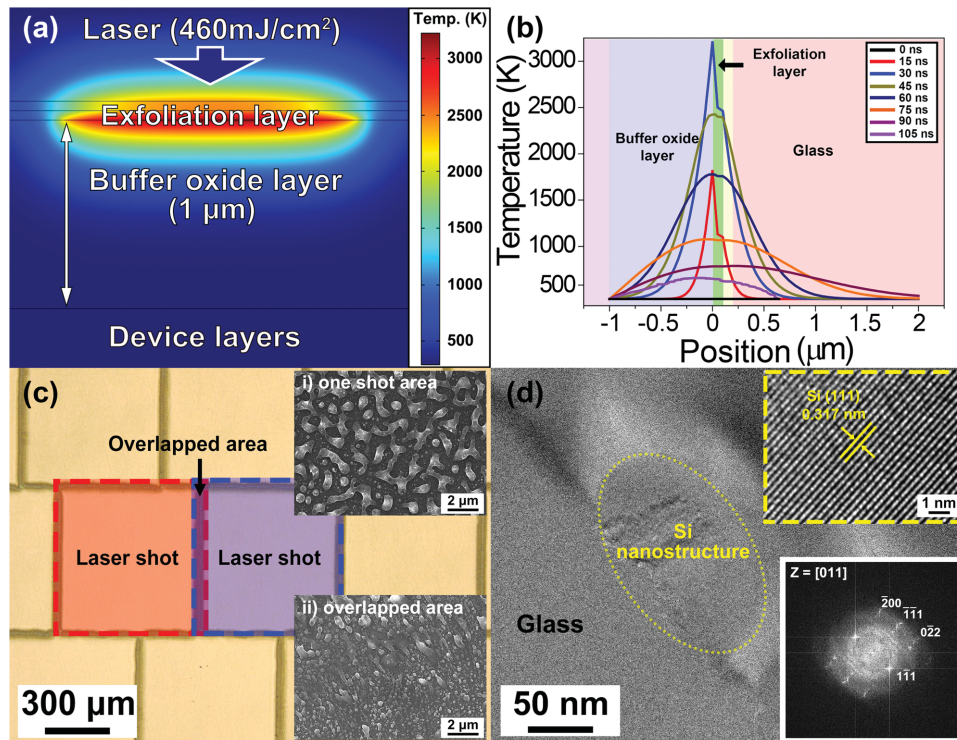 (a)
Laser (460mJ/cm²)
Exfoliation layer
Buffer oxide layer
(1 μm)
Device layers
Temp. (K)
3000
2500
2000
1500
1000
500
(b)
Temperature (K)
3000
2500
2000
1500
1000
500
Exfoliation
layer
Buffer oxide
layer
Glass
0 ns
15 ns
30 ns
45 ns
60 ns
75 ns
90 ns
105 ns
-1
-0.5
0
0.5
1
1.5
2
Position (μm)
(c)
Overlapped area
Laser shot
Laser shot
300 μm
i) one shot area
2 μm
ii) overlapped area
2 μm
(d)
Si
nanostructure
Glass
50 nm
Si (111)
0.317 nm
1 nm
Z = [011]
2̅00
1̅1̅1
02̅2
11̅1